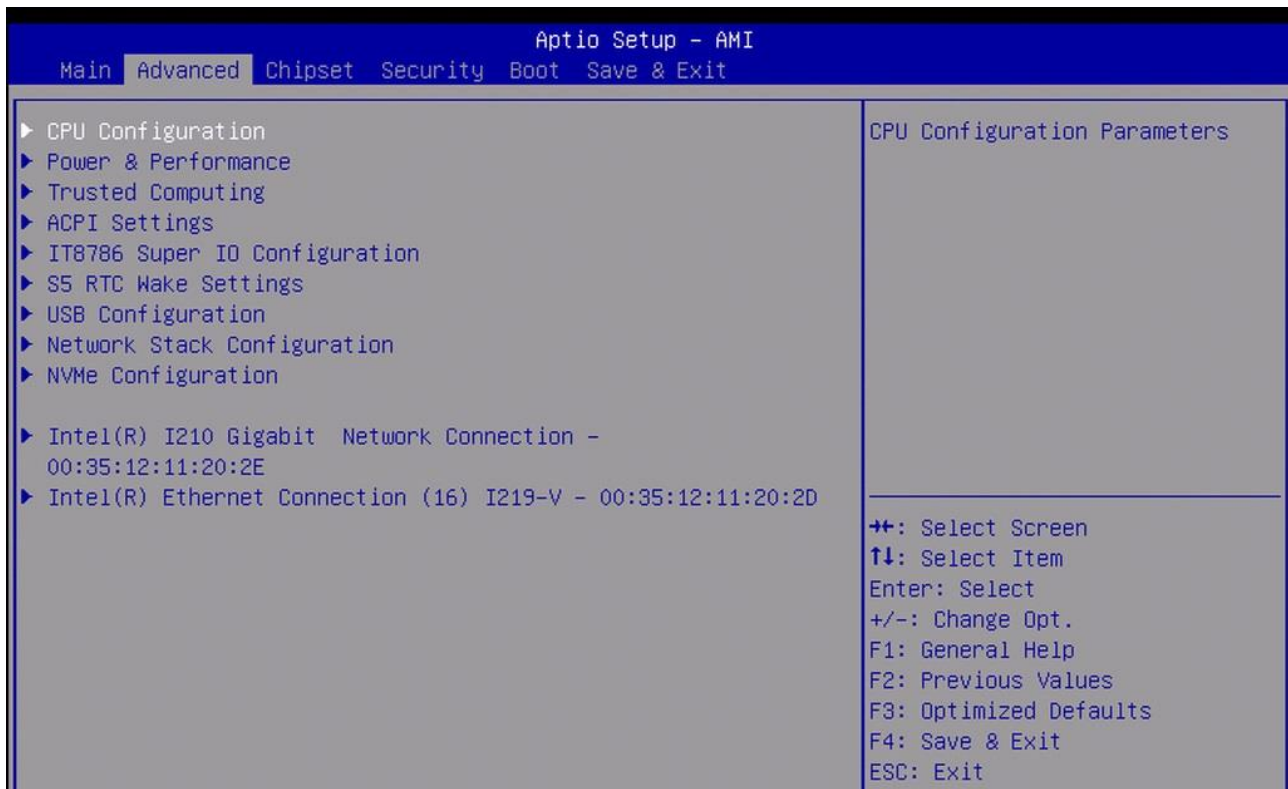 Aptio Setup – AMI
Main Advanced Chipset Security Boot Save & Exit
▶ CPU Configuration
▶ Power & Performance
▶ Trusted Computing
▶ ACPI Settings
▶ IT8786 Super IO Configuration
▶ S5 RTC Wake Settings
▶ USB Configuration
▶ Network Stack Configuration
▶ NVMe Configuration
▶ Intel(R) I210 Gigabit  Network Connection –
00:35:12:11:20:2E
▶ Intel(R) Ethernet Connection (16) I219-V – 00:35:12:11:20:2D
CPU Configuration Parameters
→←: Select Screen
↑↓: Select Item
Enter: Select
+/-: Change Opt.
F1: General Help
F2: Previous Values
F3: Optimized Defaults
F4: Save & Exit
ESC: Exit